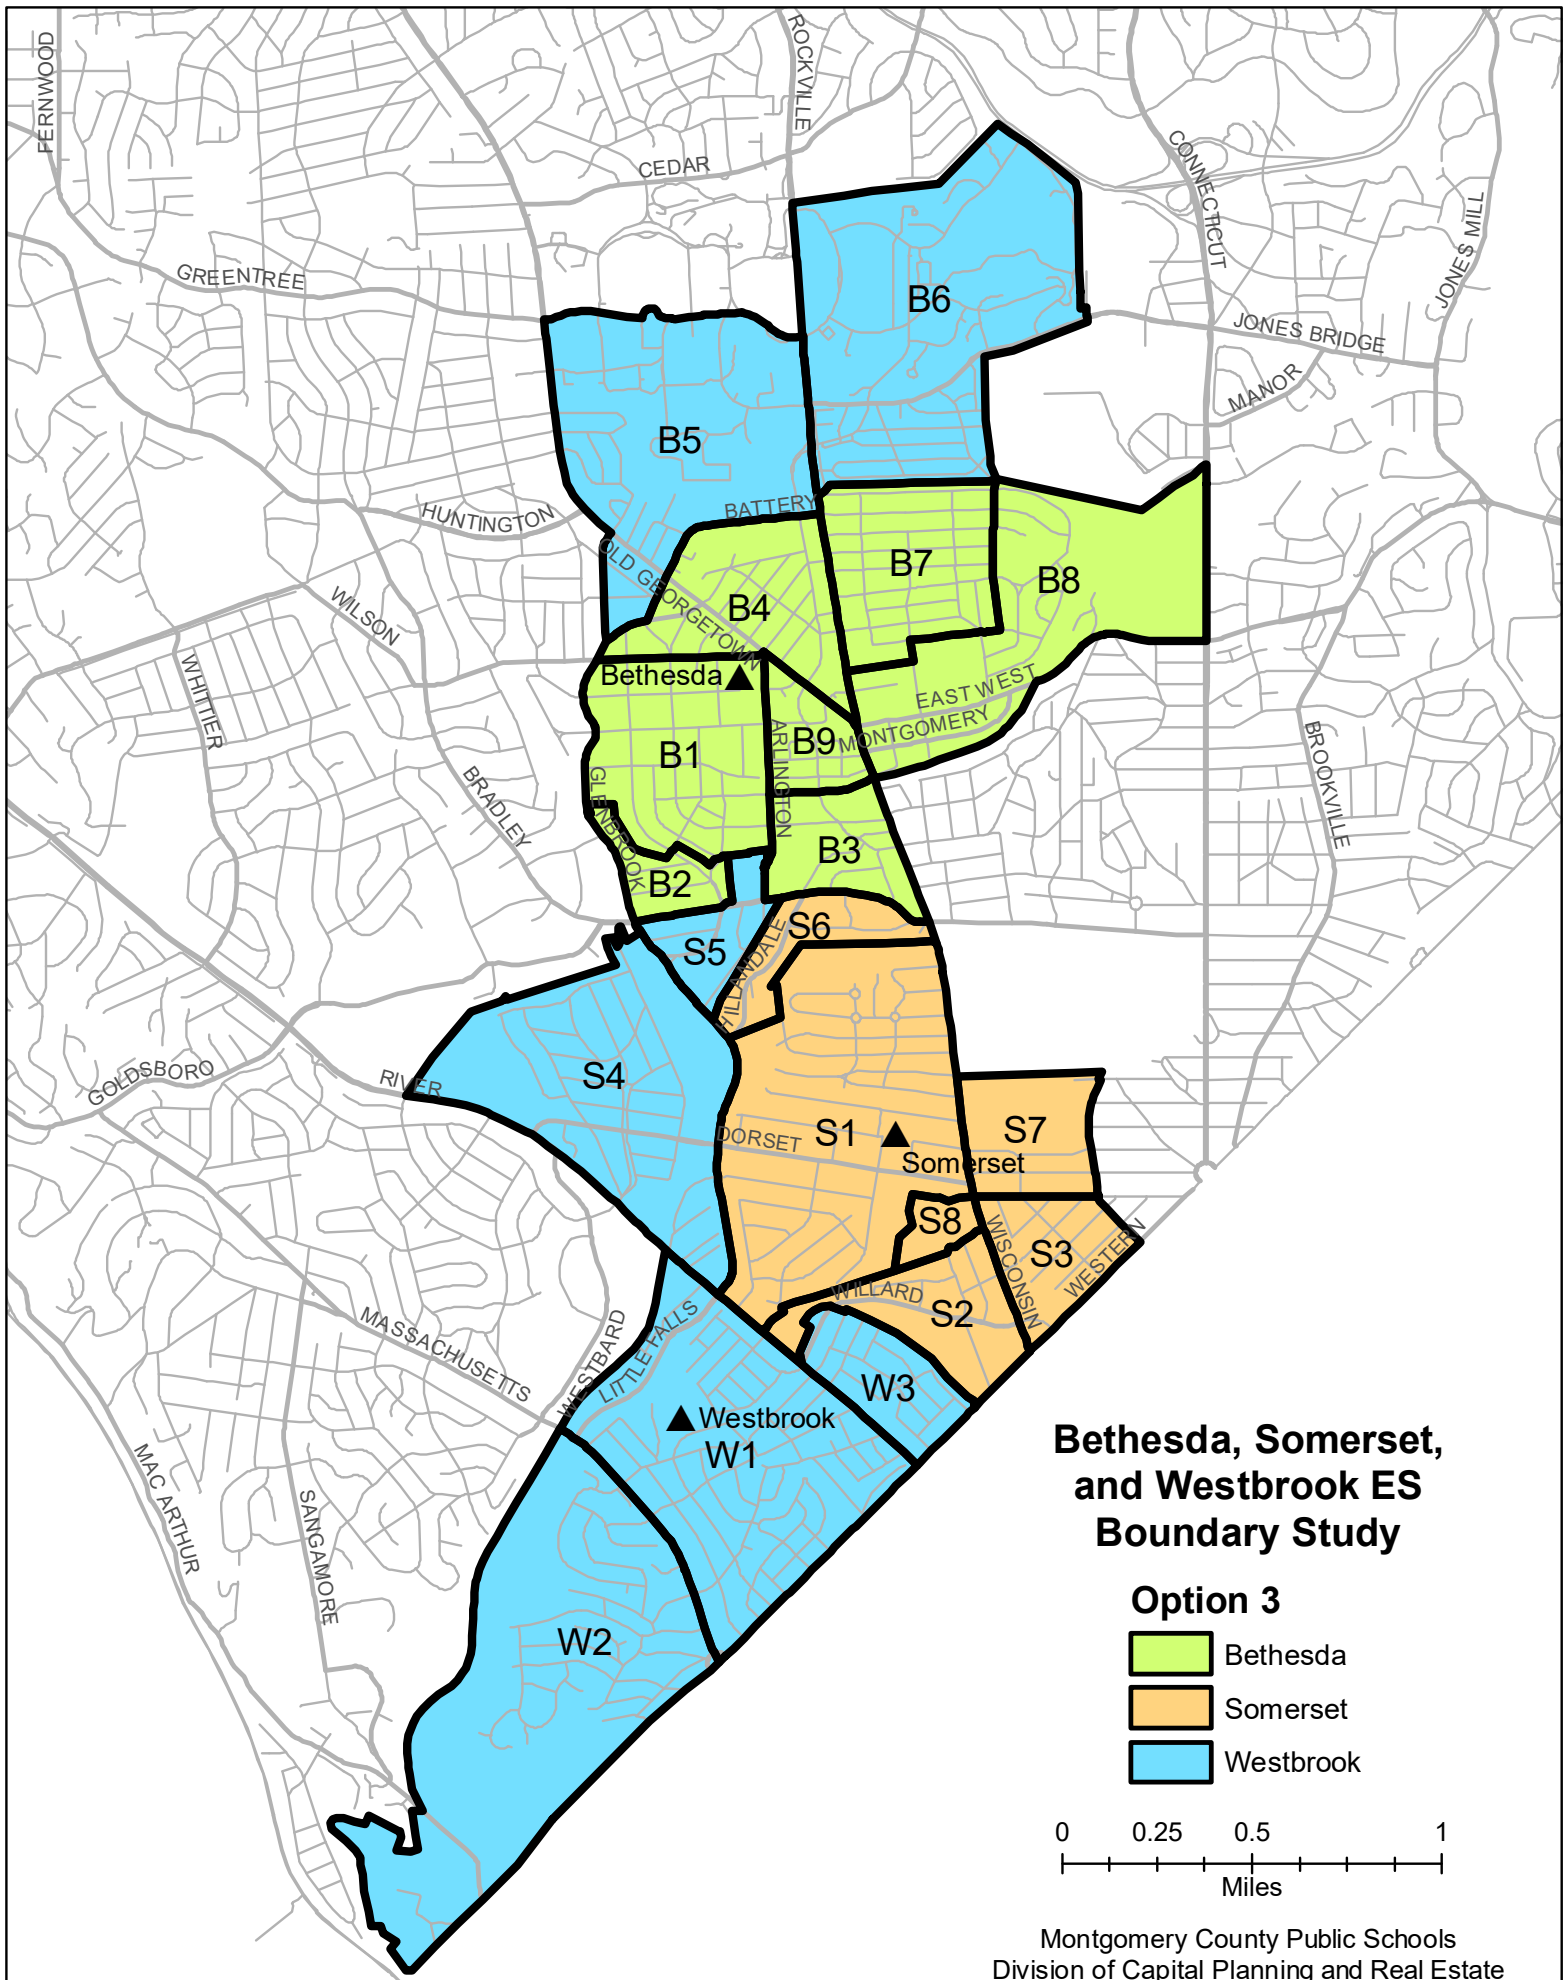 FERNWOOD
ROCKVILLE
CEDAR
CONNECTICUT
JONES MILL
GREENTREE
B6
JONES BRIDGE
MANOR
B5
BATTERY
HUNTINGTON
OLD GEORGETOWN
B7
B8
B4
WILSON
WHITTIER
Bethesda
EAST WEST
MONTGOMERY
B9
ARLINGTON
B1
GLENBROOK
BRADLEY
BROOKVILLE
B3
B2
S6
S5
HILLANDALE
S4
GOLDSBORO
RIVER
DORSET
S1
S7
Somerset
S8
WISCONSIN
S3
WESTERN
WILLARD
S2
MASSACHUSETTS
WESTBARD
LITTLE FALLS
W3
Westbrook
W1
MAC ARTHUR
SANGAMORE
W2
Bethesda, Somerset,
and Westbrook ES
Boundary Study
Option 3
Bethesda
Somerset
Westbrook
0 0.25 0.5 1
Miles
Montgomery County Public Schools
Division of Capital Planning and Real Estate